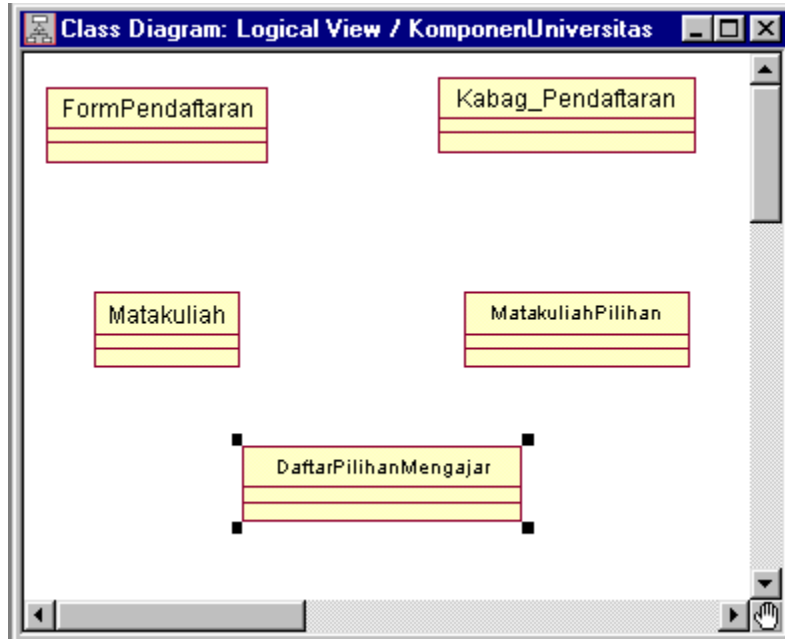 Class Diagram: Logical View / KomponenUniversitas
FormPendaftaran
Kabag_Pendaftaran
Matakuliah
MatakuliahPilihan
DaftarPilihanMengajar